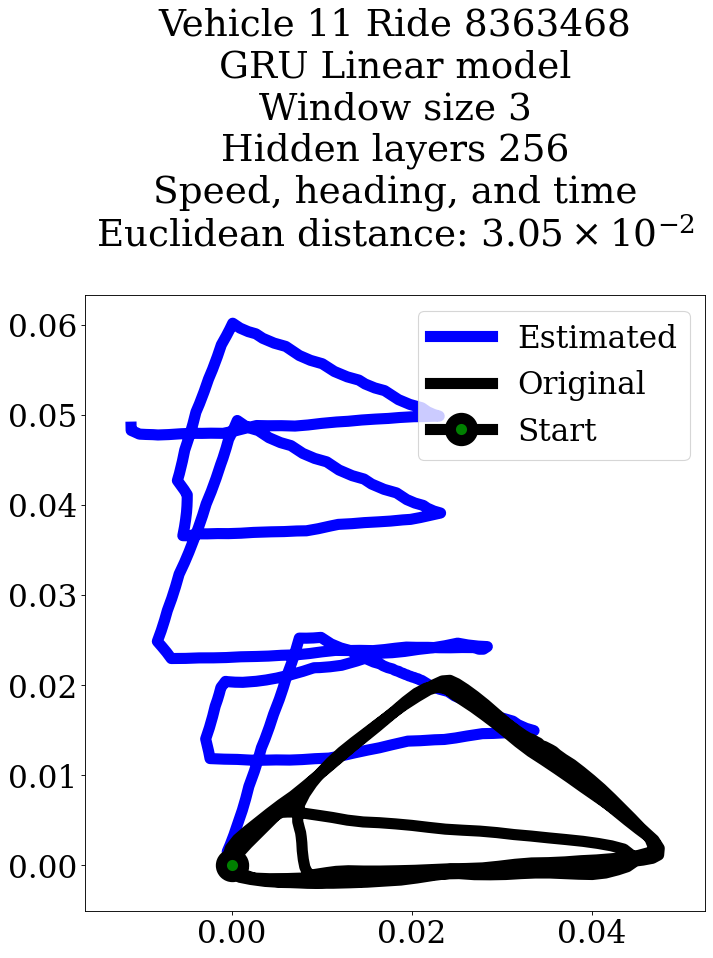 Vehicle 11 Ride 8363468
GRU Linear model
Window size 3
Hidden layers 256
Speed, heading, and time
Euclidean distance: 3.05 × 10⁻²
Estimated
Original
Start
0.06
0.05
0.04
0.03
0.02
0.01
0.00
0.00 0.02 0.04